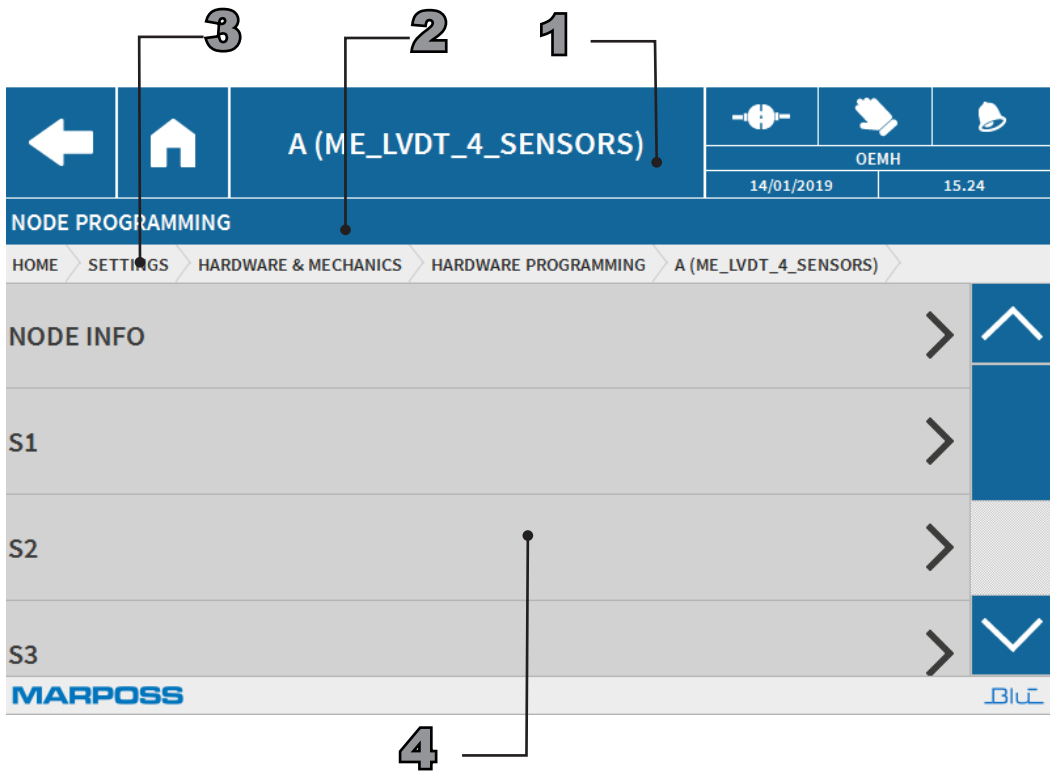 3 2 1
A (ME_LVDT_4_SENSORS)
OEMH
14/01/2019 15.24
NODE PROGRAMMING
HOME SETTINGS HARDWARE & MECHANICS HARDWARE PROGRAMMING A (ME_LVDT_4_SENSORS)
NODE INFO
S1
S2
S3
MARPOSS Blú
4